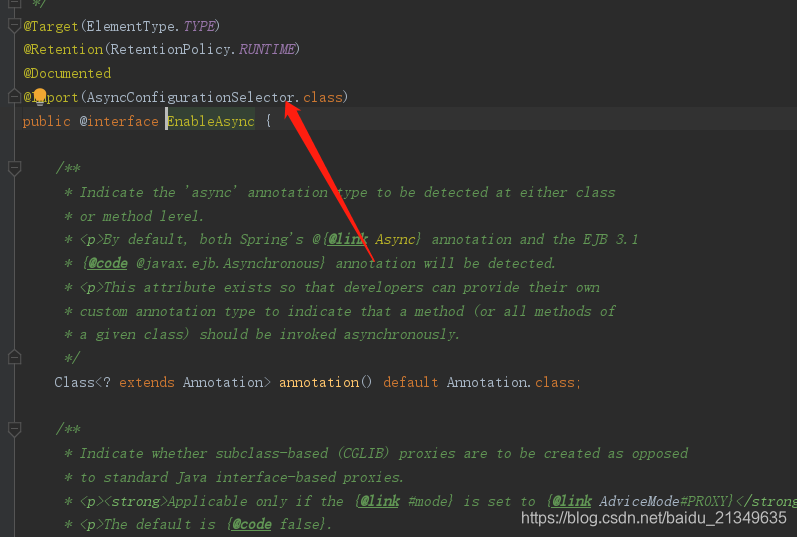 */
@Target(ElementType.TYPE)
@Retention(RetentionPolicy.RUNTIME)
@Documented
@Import(AsyncConfigurationSelector.class)
public @interface EnableAsync {
/**
* Indicate the 'async' annotation type to be detected at either class
* or method level.
* <p>By default, both Spring's @{@link Async} annotation and the EJB 3.1
* {@code @javax.ejb.Asynchronous} annotation will be detected.
* <p>This attribute exists so that developers can provide their own
* custom annotation type to indicate that a method (or all methods of
* a given class) should be invoked asynchronously.
*/
Class<? extends Annotation> annotation() default Annotation.class;
/**
* Indicate whether subclass-based (CGLIB) proxies are to be created as opposed
* to standard Java interface-based proxies.
* <p><strong>Applicable only if the {@link #mode} is set to {@link AdviceMode#PROXY}</strong
* <p>The default is {@code false}.
https://blog.csdn.net/baidu_21349635